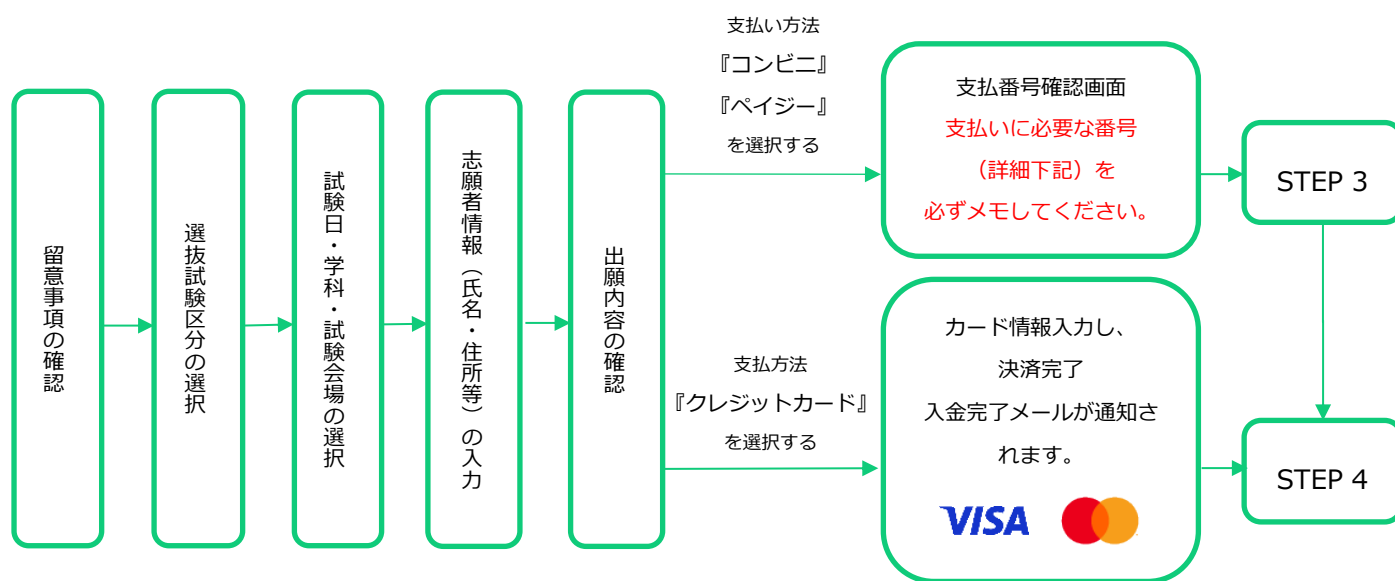 留意事項の確認
選抜試験区分の選択
試験日・学科・試験会場の選択
志願者情報（氏名・住所等）の入力
出願内容の確認
支払い方法
『コンビニ』
『ペイジー』
を選択する
支払番号確認画面
支払いに必要な番号
（詳細下記）を
必ずメモしてください。
STEP 3
支払方法
『クレジットカード』
を選択する
カード情報入力し、
決済完了
入金完了メールが通知さ
れます。
VISA
STEP 4